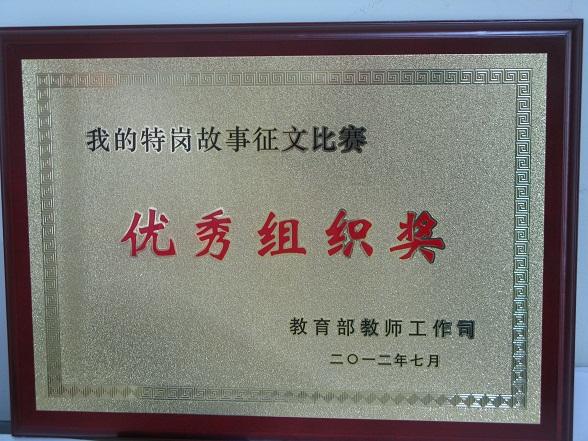 我的特岗故事征文比赛
优秀组织奖
教育部教师工作司
二〇一二年七月